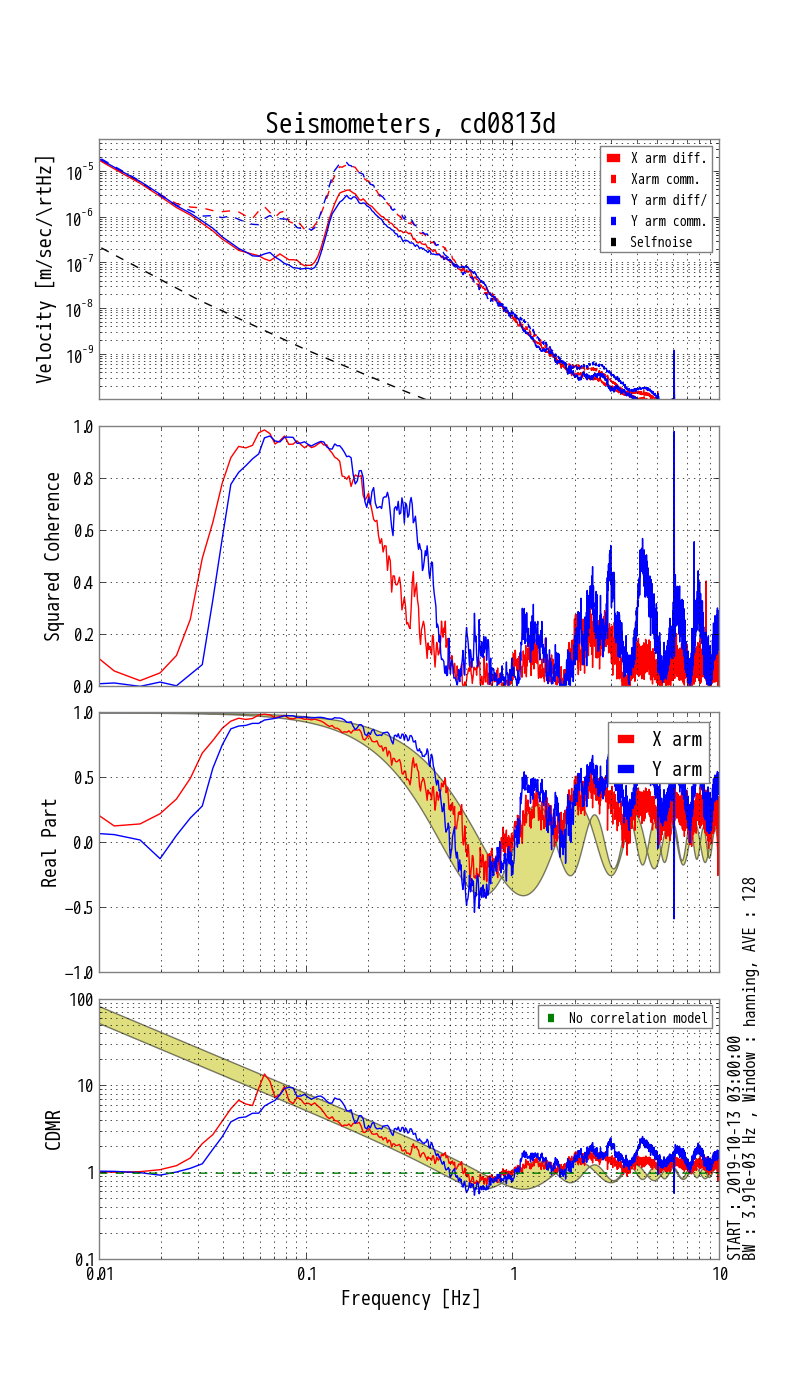 Seismometers, cd0813d
Velocity [m/sec/\rtHz]
10⁻⁵
10⁻⁶
10⁻⁷
10⁻⁸
10⁻⁹
X arm diff.
Xarm comm.
Y arm diff/
Y arm comm.
Selfnoise
Squared Coherence
1.0
0.8
0.6
0.4
0.2
0.0
Real Part
1.0
0.5
0.0
−0.5
−1.0
X arm
Y arm
CDMR
100
10
1
0.1
No correlation model
0.01
0.1
1
10
Frequency [Hz]
START : 2019-10-13 03:00:00
BW : 3.91e-03 Hz , Window : hanning, AVE : 128